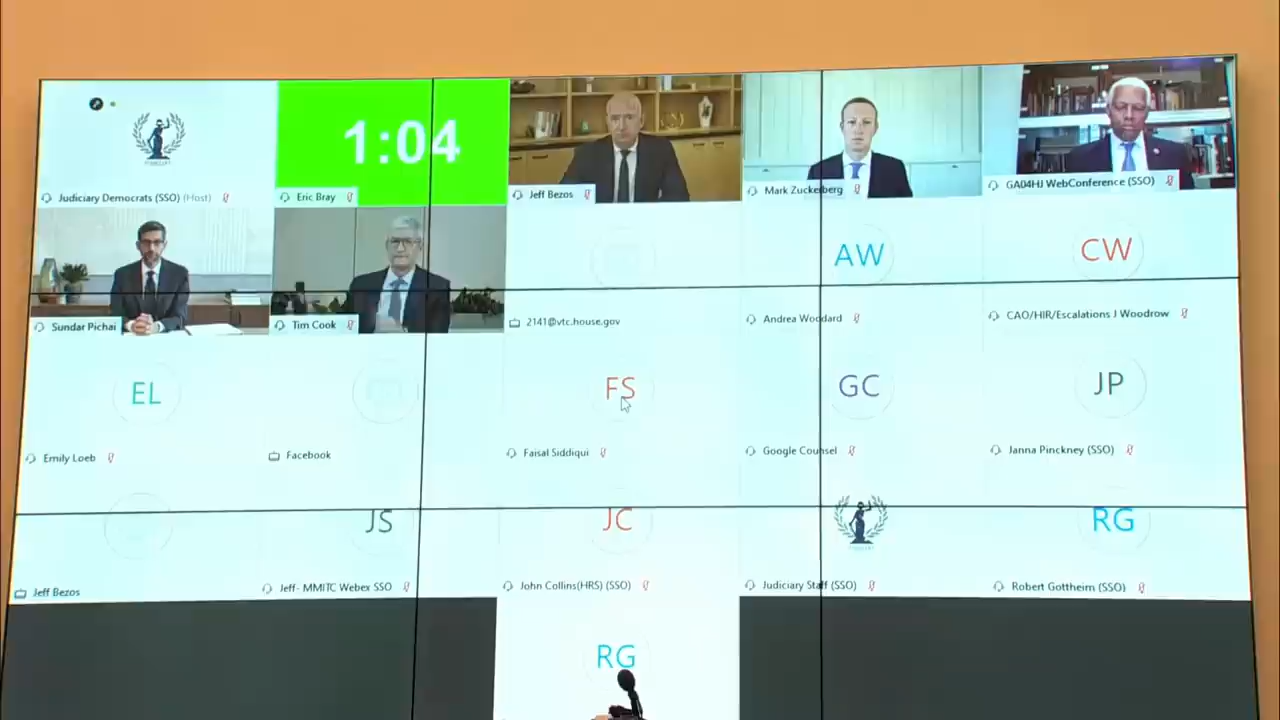 1:04
Judiciary Democrats (SSO) (Host)
Eric Bray
Jeff Bezos
Mark Zuckerberg
GA04HJ WebConference (SSO)
AW
CW
Sundar Pichai
Tim Cook
2141@vtc.house.gov
Andrea Woodard
CAO/HIR/Escalations J Woodrow
EL
FS
GC
JP
Emily Loeb
Facebook
Faisal Siddiqui
Google Counsel
Janna Pinckney (SSO)
JS
JC
RG
Jeff Bezos
Jeff- MMITC Webex SSO
John Collins(HRS) (SSO)
Judiciary Staff (SSO)
Robert Gottheim (SSO)
RG